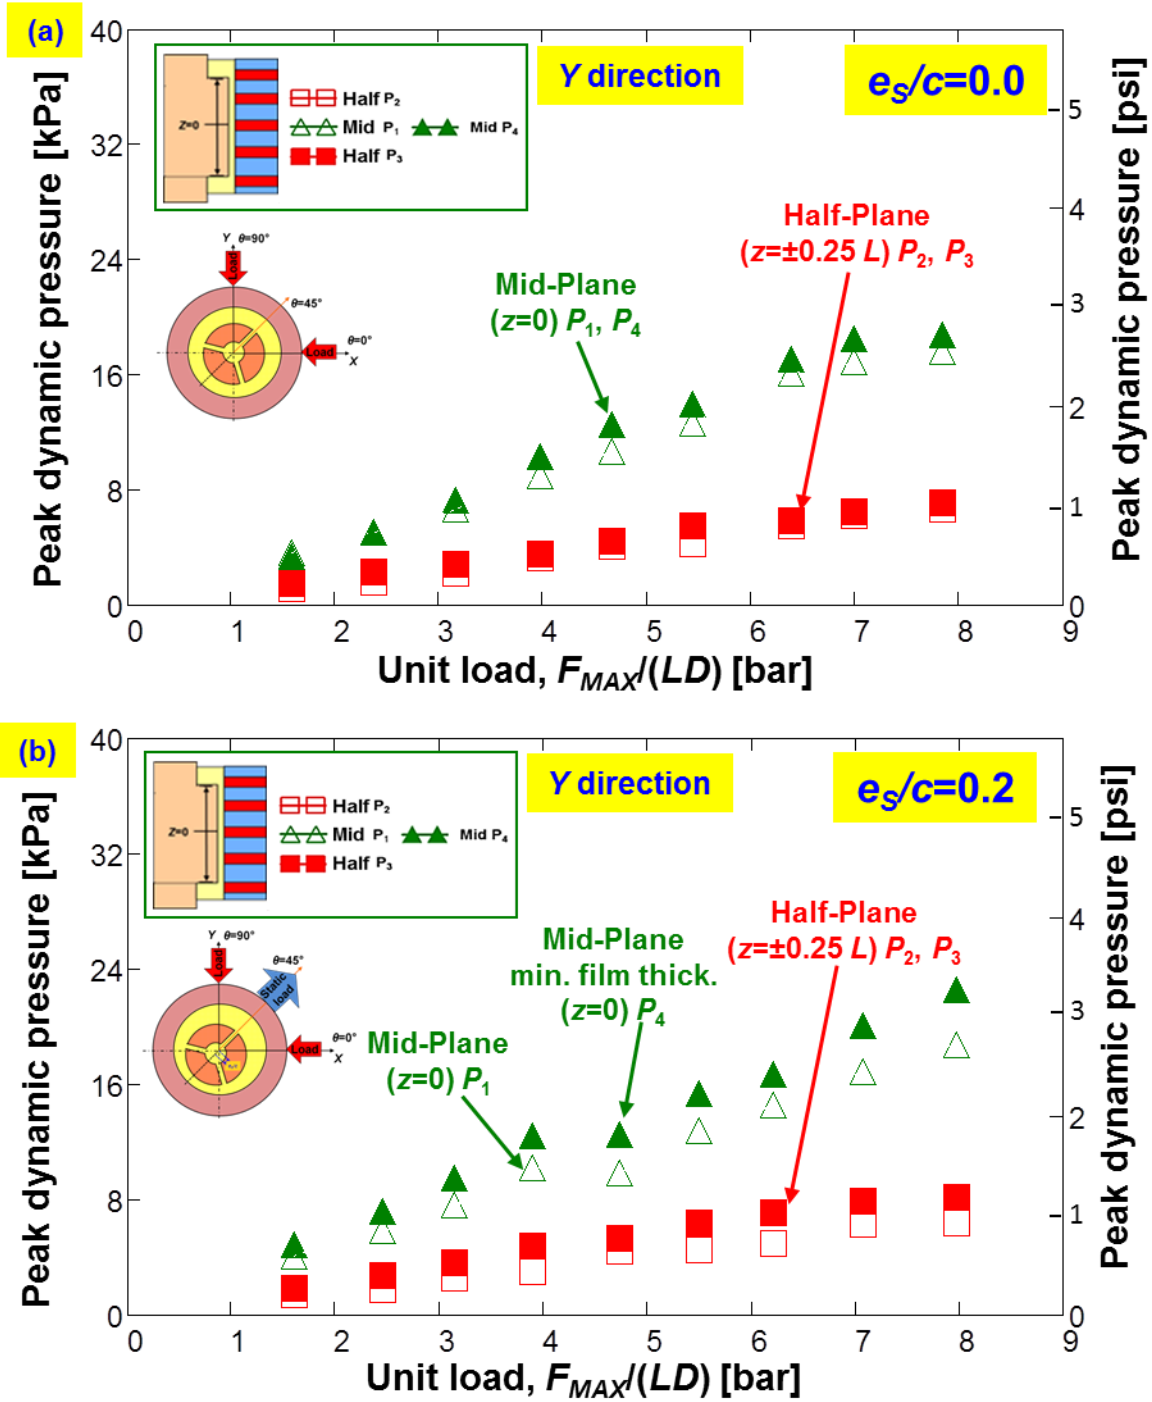 (a)
Y direction
e_S/c=0.0
Half P₂
Mid P₁
Mid P₄
Half P₃
Z=0
Y θ=90°
Load
θ=45°
θ=0°
Load
X
Mid-Plane
(z=0) P₁, P₄
Half-Plane
(z=±0.25 L) P₂, P₃
Peak dynamic pressure [kPa]
40
32
24
16
8
0
Peak dynamic pressure [psi]
5
4
3
2
1
0
0 1 2 3 4 5 6 7 8 9
Unit load, F_MAX/(LD) [bar]
(b)
Y direction
e_S/c=0.2
Half P₂
Mid P₁
Mid P₄
Half P₃
Z=0
Y θ=90°
Load
θ=45°
Static
load
θ=0°
Load
X
Mid-Plane
(z=0) P₁
Mid-Plane
min. film thick.
(z=0) P₄
Half-Plane
(z=±0.25 L) P₂, P₃
Peak dynamic pressure [kPa]
40
32
24
16
8
0
Peak dynamic pressure [psi]
5
4
3
2
1
0
0 1 2 3 4 5 6 7 8 9
Unit load, F_MAX/(LD) [bar]